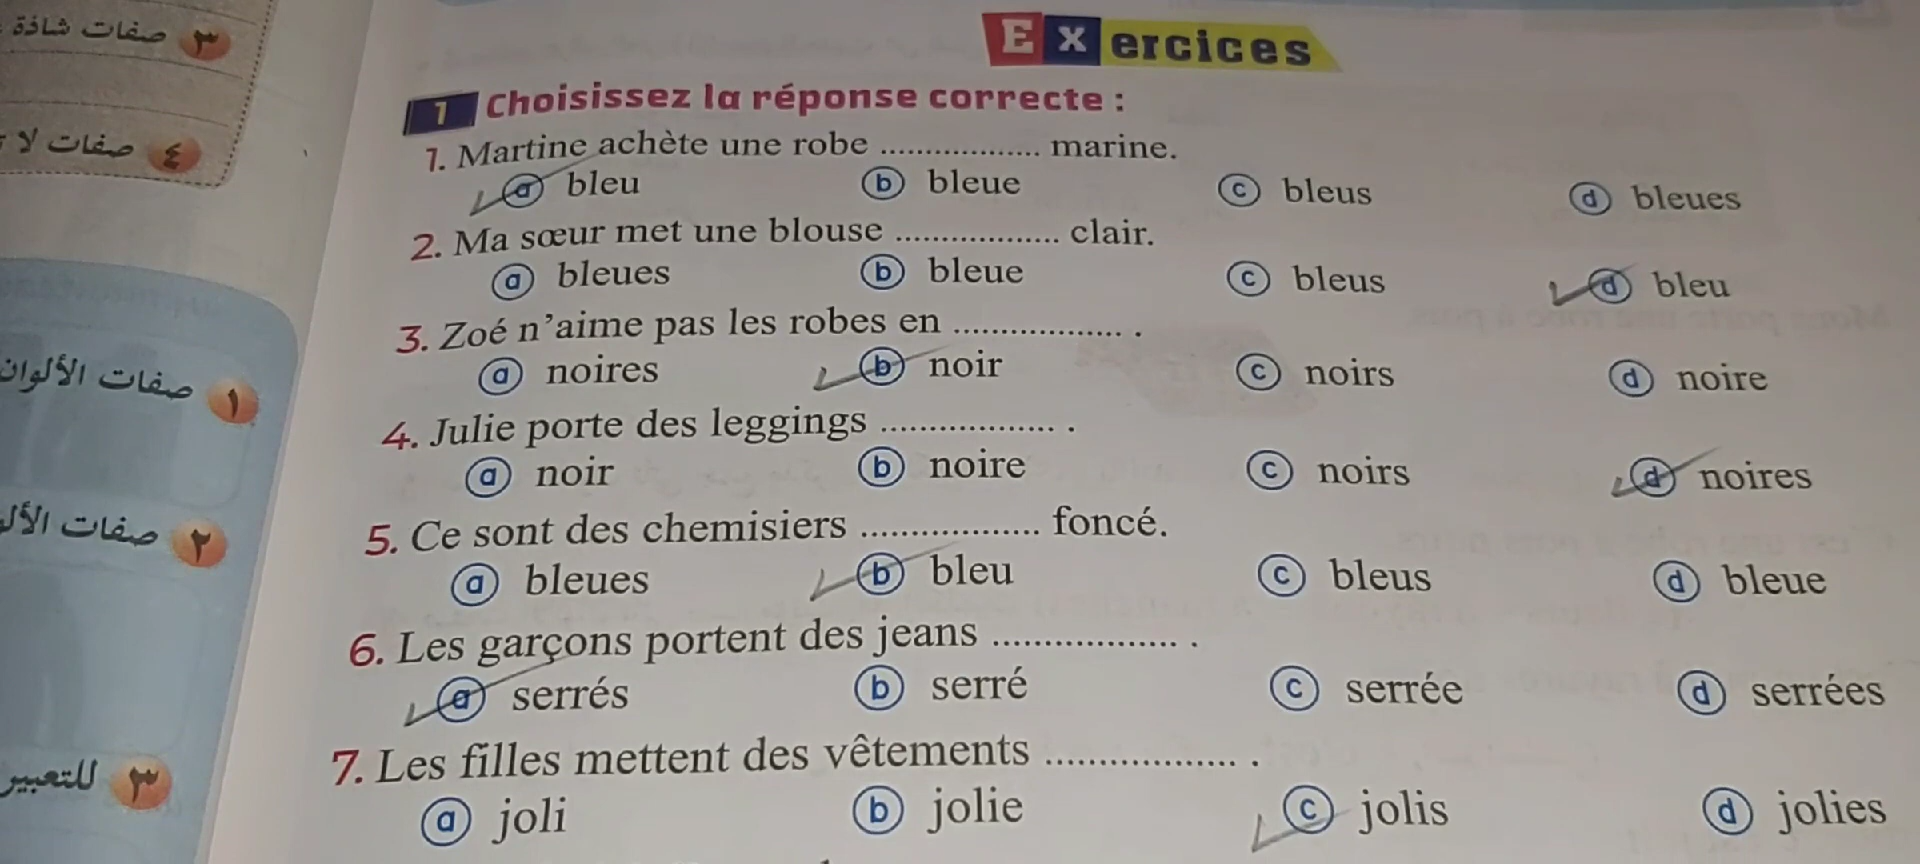 ٣ صفات شاذة
٤ صفات لا
١ صفات الألوان
٢ صفات
٣ للتعبير
Exercices
1 Choisissez la réponse correcte :
1. Martine achète une robe .................. marine.
a bleu b bleue c bleus d bleues
2. Ma sœur met une blouse .................. clair.
a bleues b bleue c bleus d bleu
3. Zoé n'aime pas les robes en .................. .
a noires b noir c noirs d noire
4. Julie porte des leggings .................. .
a noir b noire c noirs d noires
5. Ce sont des chemisiers .................. foncé.
a bleues b bleu c bleus d bleue
6. Les garçons portent des jeans .................. .
a serrés b serré c serrée d serrées
7. Les filles mettent des vêtements .................. .
a joli b jolie c jolis d jolies